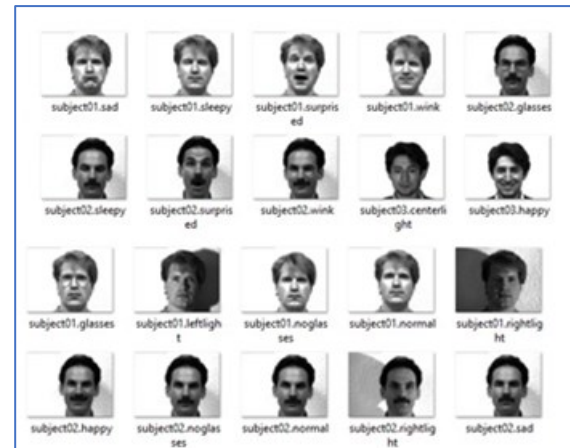 subject01.sad
subject01.sleepy
subject01.surpris
ed
subject01.wink
subject02.glasses
subject02.sleepy
subject02.surpris
ed
subject02.wink
subject03.centerli
ght
subject03.happy
subject01.glasses
subject01.leftligh
t
subject01.noglas
ses
subject01.normal
subject01.rightlig
ht
subject02.happy
subject02.noglas
ses
subject02.normal
subject02.rightlig
ht
subject02.sad